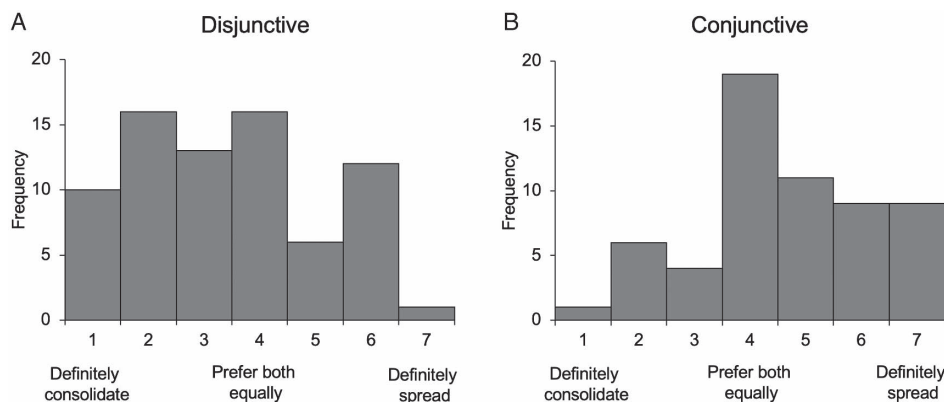 A
Disjunctive
20
15
10
5
0
Frequency
1 2 3 4 5 6 7
Definitely
consolidate
Prefer both
equally
Definitely
spread
B
Conjunctive
20
15
10
5
0
Frequency
1 2 3 4 5 6 7
Definitely
consolidate
Prefer both
equally
Definitely
spread